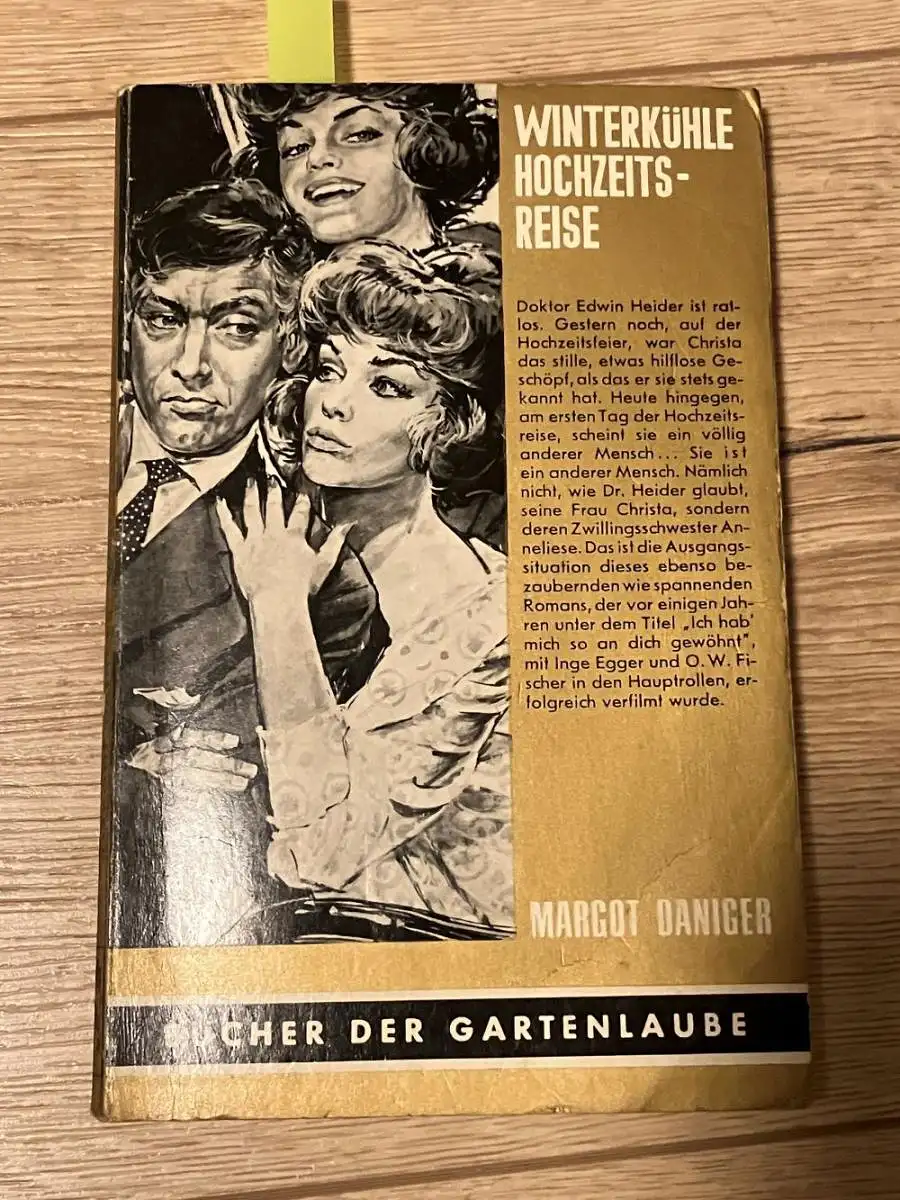 WINTERKÜHLE
HOCHZEITS-
REISE
Doktor Edwin Heider ist rat-
los. Gestern noch, auf der
Hochzeitsfeier, war Christa
das stille, etwas hilflose Ge-
schöpf, als das er sie stets ge-
kannt hat. Heute hingegen,
am ersten Tag der Hochzeits-
reise, scheint sie ein völlig
anderer Mensch... Sie ist
ein anderer Mensch. Nämlich
nicht, wie Dr. Heider glaubt,
seine Frau Christa, sondern
deren Zwillingsschwester An-
neliese. Das ist die Ausgangs-
situation dieses ebenso be-
zaubernden wie spannenden
Romans, der vor einigen Jah-
ren unter dem Titel „Ich hab'
mich so an dich gewöhnt",
mit Inge Egger und O. W. Fi-
scher in den Hauptrollen, er-
folgreich verfilmt wurde.
MARGOT DANIGER
BÜCHER DER GARTENLAUBE